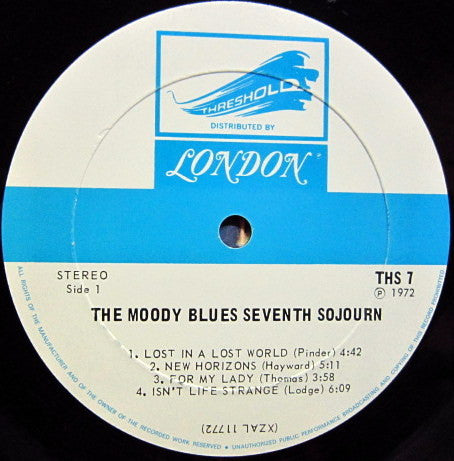 THRESHOLD
DISTRIBUTED BY
LONDON
STEREO
Side 1
THS 7
℗ 1972
THE MOODY BLUES SEVENTH SOJOURN
1. LOST IN A LOST WORLD (Pinder) 4:42
2. NEW HORIZONS (Hayward) 5:11
3. FOR MY LADY (Thomas) 3:58
4. ISN'T LIFE STRANGE (Lodge) 6:09
(XZAL 11772)
ALL RIGHTS OF THE MANUFACTURER AND OF THE OWNER OF THE RECORDED WORK RESERVED ★ UNAUTHORIZED PUBLIC PERFORMANCE BROADCASTING AND COPYING OF THIS RECORD PROHIBITED